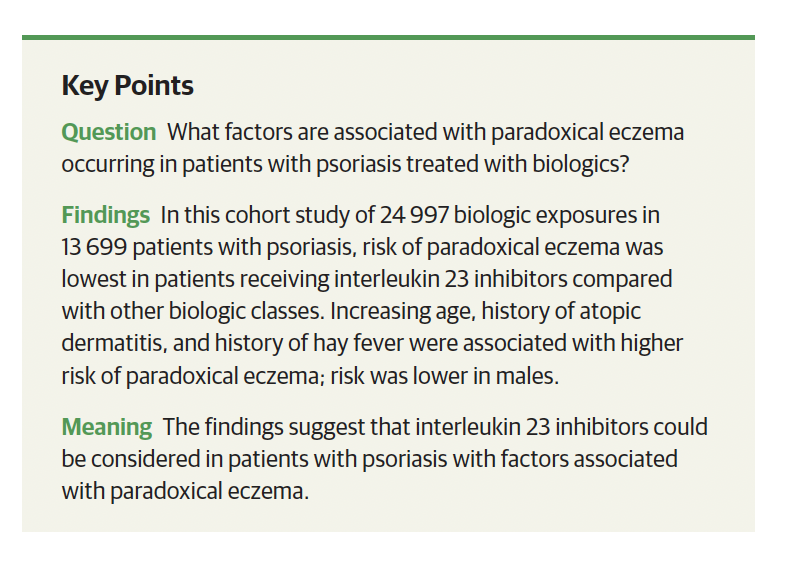 Key Points
Question What factors are associated with paradoxical eczema
occurring in patients with psoriasis treated with biologics?
Findings In this cohort study of 24 997 biologic exposures in
13 699 patients with psoriasis, risk of paradoxical eczema was
lowest in patients receiving interleukin 23 inhibitors compared
with other biologic classes. Increasing age, history of atopic
dermatitis, and history of hay fever were associated with higher
risk of paradoxical eczema; risk was lower in males.
Meaning The findings suggest that interleukin 23 inhibitors could
be considered in patients with psoriasis with factors associated
with paradoxical eczema.